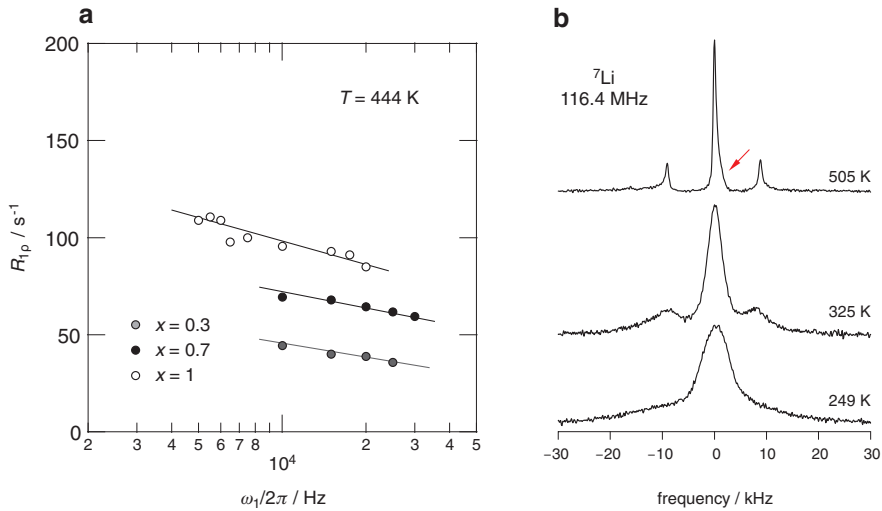 a
200
150
100
50
0
R₁ρ / s⁻¹
T = 444 K
x = 0.3
x = 0.7
x = 1
2 3 4 5 6 7 8 10⁴ 2 3 4 5
ω₁/2π / Hz
b
⁷Li
116.4 MHz
505 K
325 K
249 K
−30 −20 −10 0 10 20 30
frequency / kHz